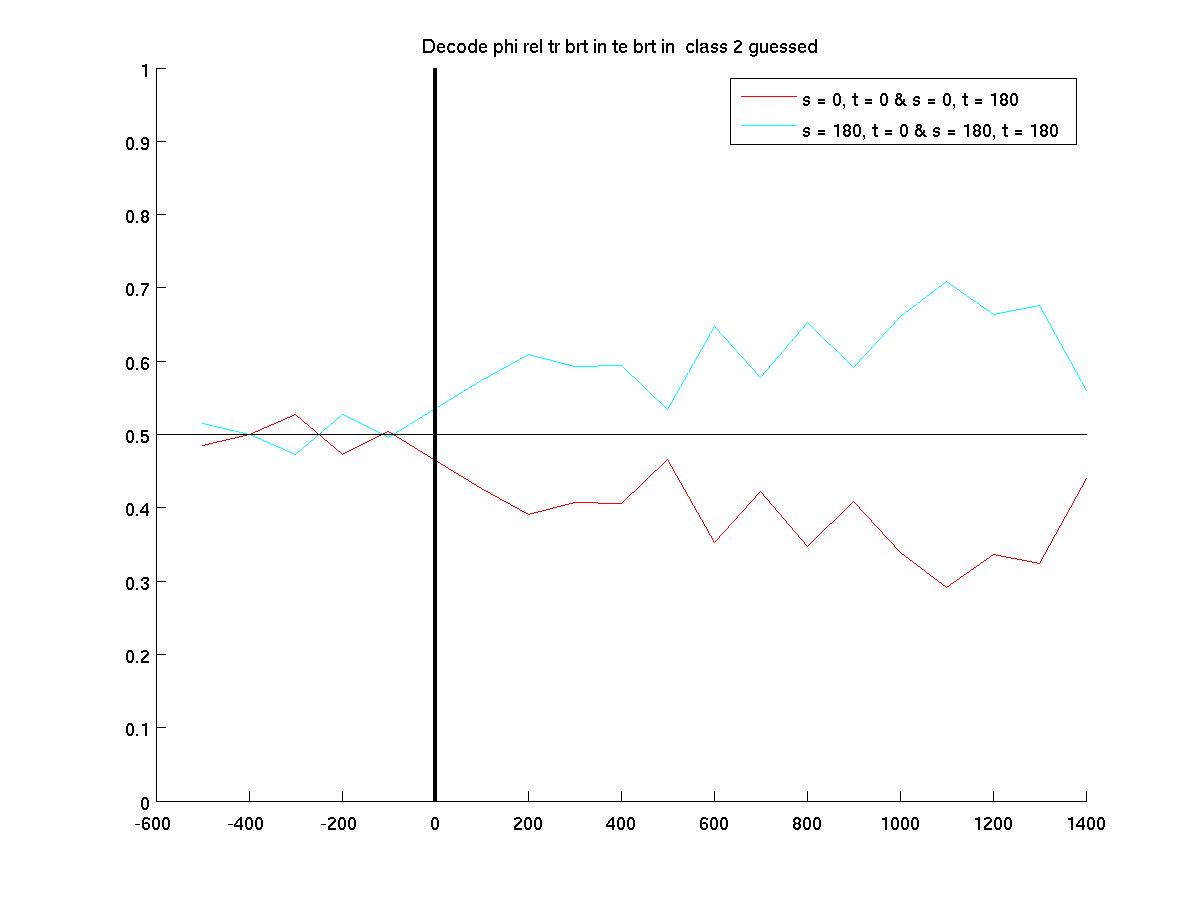 Decode phi rel tr brt in te brt in  class 2 guessed
s = 0, t = 0 & s = 0, t = 180
s = 180, t = 0 & s = 180, t = 180
1
0.9
0.8
0.7
0.6
0.5
0.4
0.3
0.2
0.1
0
-600 -400 -200 0 200 400 600 800 1000 1200 1400